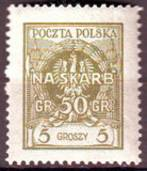 POCZTA POLSKA
NA SKARB
GR 50 GR
5 GROSZY 5